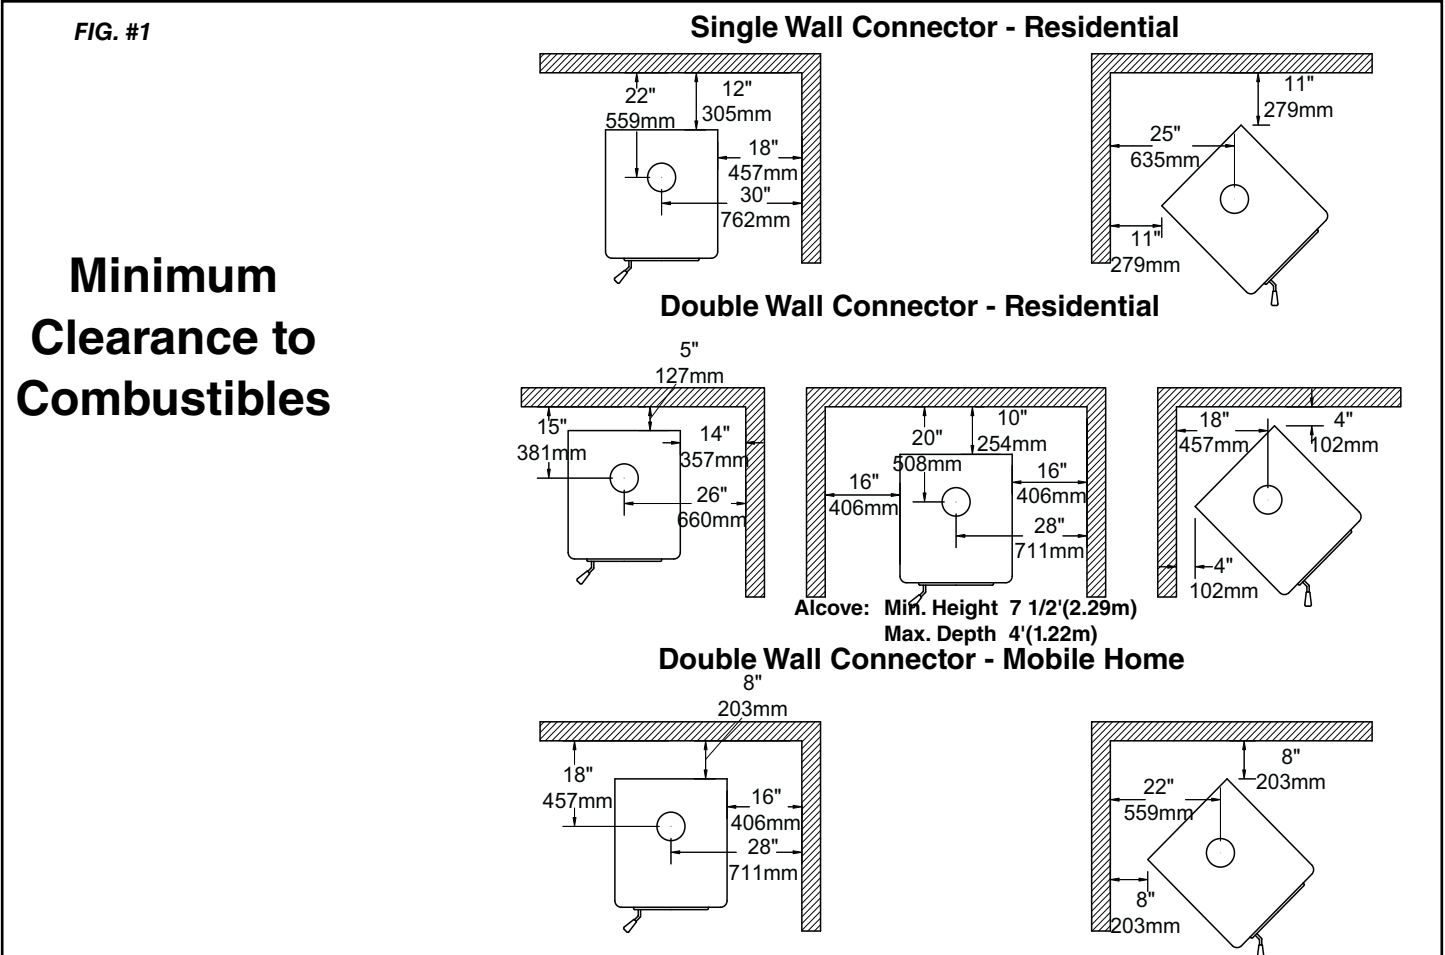 FIG. #1
Single Wall Connector - Residential
22"
559mm
12"
305mm
18"
457mm
30"
762mm
11"
279mm
25"
635mm
11"
279mm
Minimum
Clearance to
Combustibles
Double Wall Connector - Residential
5"
127mm
15"
381mm
14"
357mm
26"
660mm
20"
508mm
10"
254mm
16"
406mm
16"
406mm
28"
711mm
18"
457mm
4"
102mm
4"
102mm
Alcove: Min. Height 7 1/2'(2.29m)
Max. Depth 4'(1.22m)
Double Wall Connector - Mobile Home
8"
203mm
18"
457mm
16"
406mm
28"
711mm
8"
203mm
22"
559mm
8"
203mm